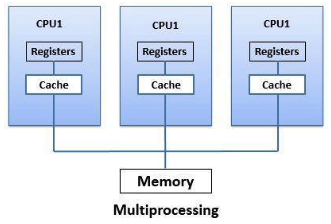 CPU1 CPU1 CPU1
Registers Registers Registers
Cache Cache Cache
Memory
Multiprocessing